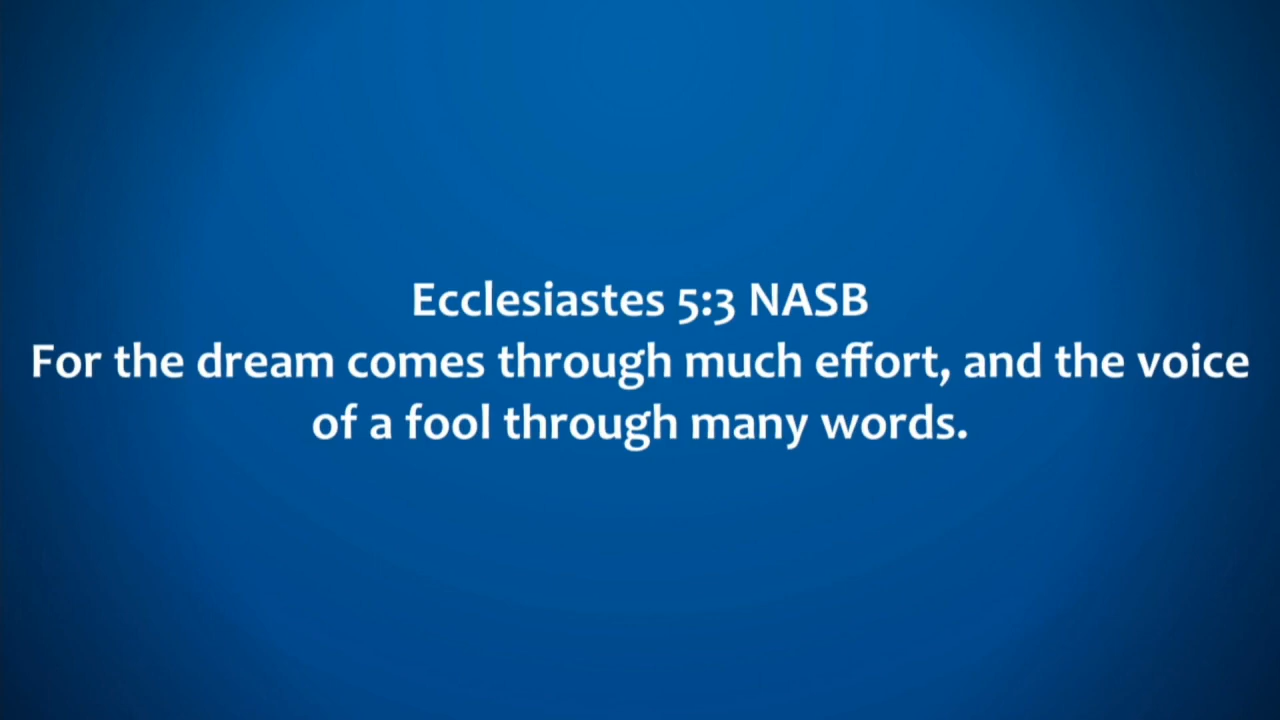 Ecclesiastes 5:3 NASB
For the dream comes through much effort, and the voice
of a fool through many words.